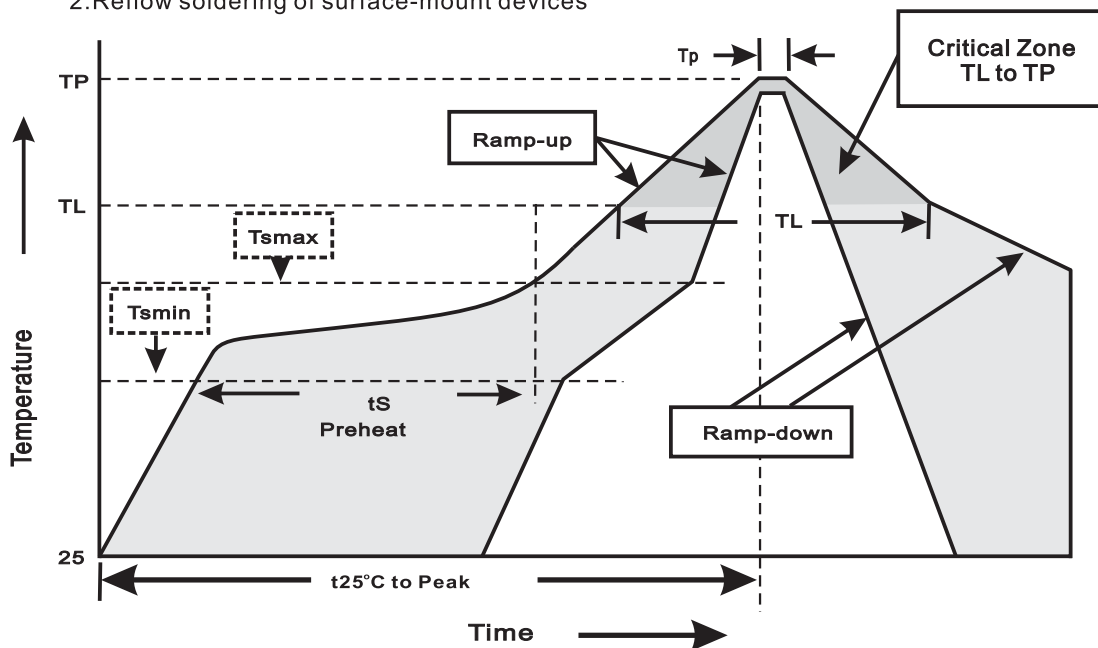 2.Reflow soldering of surface-mount devices
Tp
Critical Zone
TL to TP
TP
Ramp-up
TL
TL
Tsmax
Tsmin
tS
Preheat
Ramp-down
Temperature
25
t25°C to Peak
Time